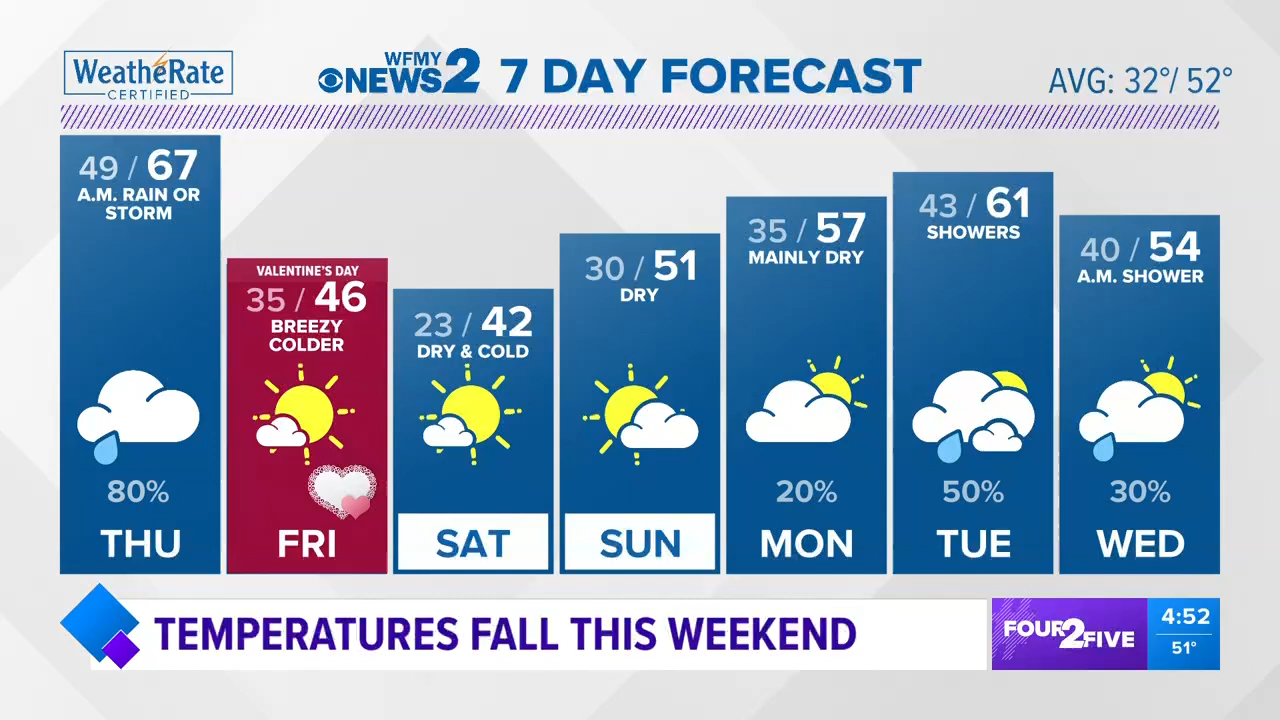 WeatheRate
CERTIFIED
WFMY
NEWS 2
7 DAY FORECAST
AVG: 32°/ 52°
49 / 67
A.M. RAIN OR
STORM
80%
THU
VALENTINE'S DAY
35 / 46
BREEZY
COLDER
FRI
23 / 42
DRY & COLD
SAT
30 / 51
DRY
SUN
35 / 57
MAINLY DRY
20%
MON
43 / 61
SHOWERS
50%
TUE
40 / 54
A.M. SHOWER
30%
WED
TEMPERATURES FALL THIS WEEKEND
FOUR2FIVE
4:52
51°